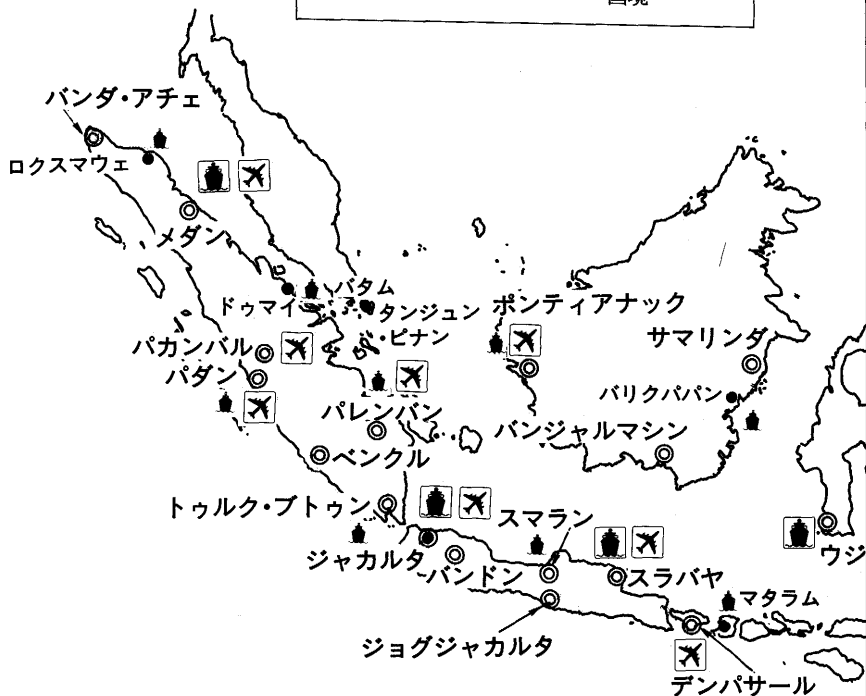 バンダ・アチェ
ロクスマウェ
メダン
ドゥマイ
バタム
タンジュン
・ピナン
ポンティアナック
パカンバル
サマリンダ
パダン
バリクパパン
パレンバン
バンジャルマシン
ベンクル
トゥルク・ブトゥン
スマラン
ジャカルタ
バンドン
スラバヤ
ウジ
マタラム
ジョグジャカルタ
デンパサール